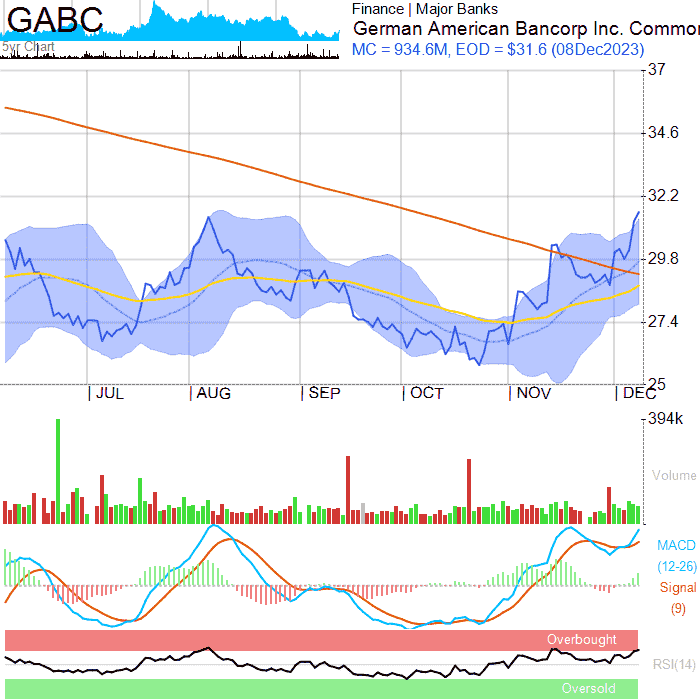 GABC
5yr Chart
Finance | Major Banks
German American Bancorp Inc. Common
MC = 934.6M, EOD = $31.6 (08Dec2023)
37
34.6
32.2
29.8
27.4
25
JUL AUG SEP OCT NOV DEC
394k
Volume
MACD
(12-26)
Signal
(9)
Overbought
RSI(14)
Oversold